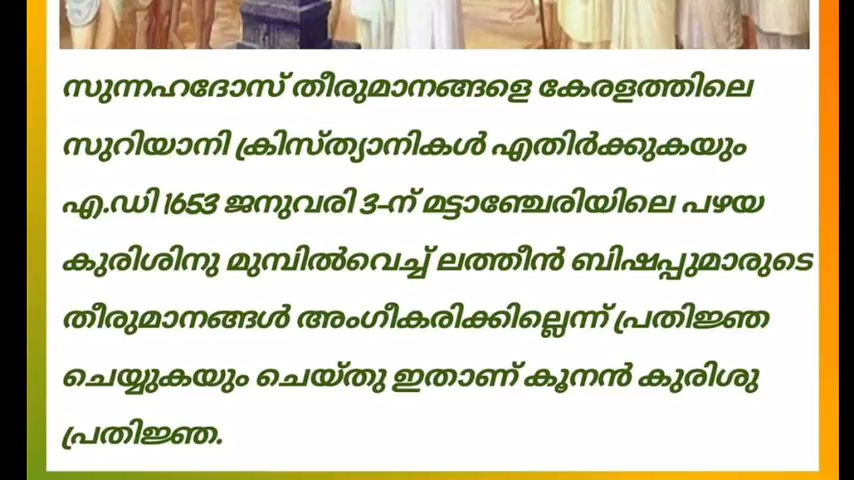 സുന്നഹദോസ് തീരുമാനങ്ങളെ കേരളത്തിലെ
സുറിയാനി ക്രിസ്ത്യാനികൾ എതിർക്കുകയും
എ.ഡി 1653 ജനുവരി 3-ന് മട്ടാഞ്ചേരിയിലെ പഴയ
കുരിശിനു മുമ്പിൽവെച്ച് ലത്തീൻ ബിഷപ്പുമാരുടെ
തീരുമാനങ്ങൾ അംഗീകരിക്കില്ലെന്ന് പ്രതിജ്ഞ
ചെയ്യുകയും ചെയ്തു ഇതാണ് കൂനൻ കുരിശു
പ്രതിജ്ഞ.